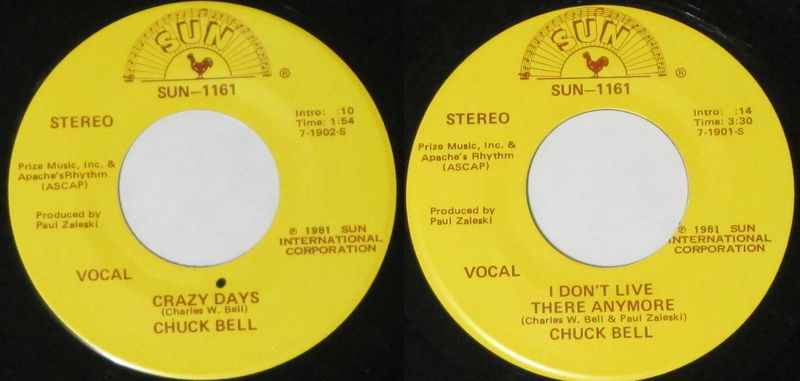 SUN
®
SUN—1161
STEREO
Intro: :10
Time: 1:54
7-1902-S
Prize Music, Inc. &
Apache'sRhythm
(ASCAP)
Produced by
Paul Zaleski
℗ 1981 SUN
INTERNATIONAL
CORPORATION
VOCAL
CRAZY DAYS
(Charles W. Bell)
CHUCK BELL
SUN
®
SUN—1161
STEREO
Intro: :14
Time: 3:30
7-1901-S
Prize Music, Inc. &
Apache's Rhythm
(ASCAP)
Produced by
Paul Zaleski
℗ 1981 SUN
INTERNATIONAL
CORPORATION
VOCAL
I DON'T LIVE
THERE ANYMORE
(Charles W. Bell & Paul Zaleski)
CHUCK BELL